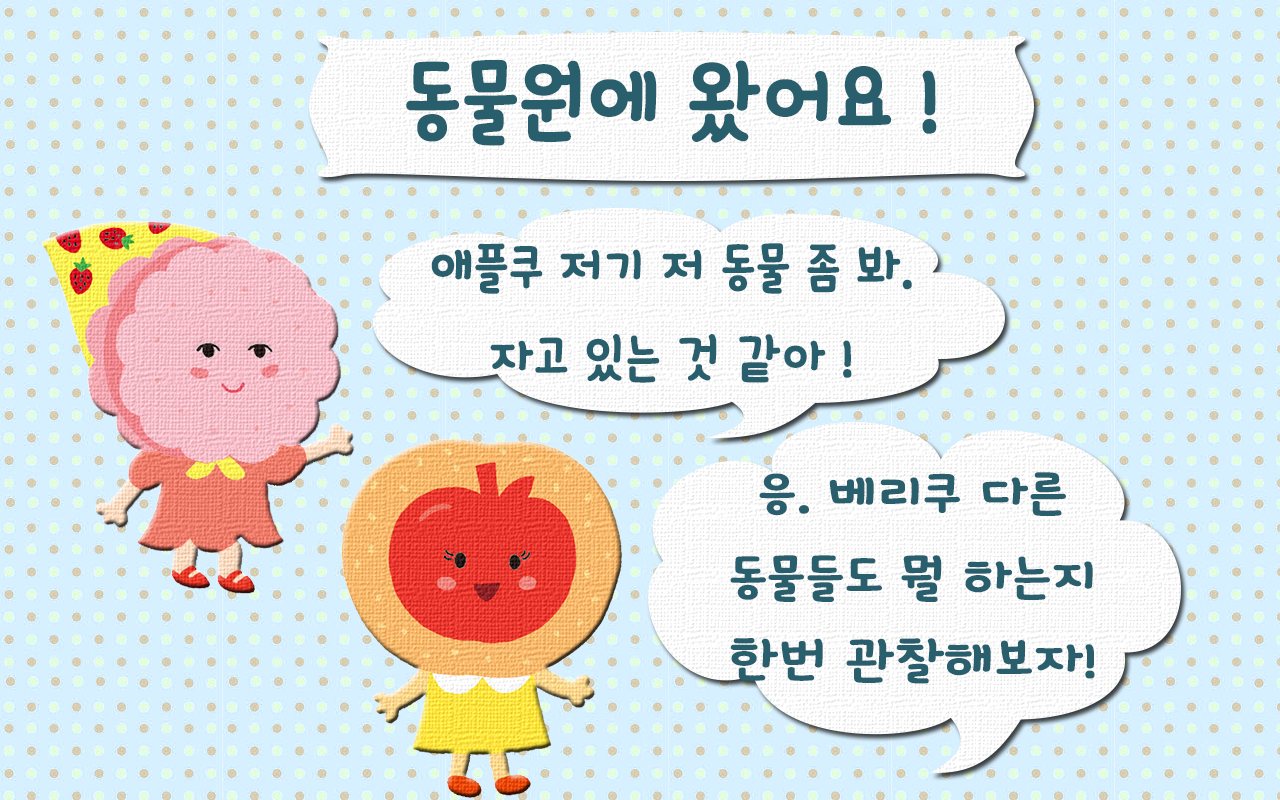 동물원에 왔어요 !
애플쿠 저기 저 동물 좀 봐.
자고 있는 것 같아 !
응. 베리쿠 다른
동물들도 뭘 하는지
한번 관찰해보자!